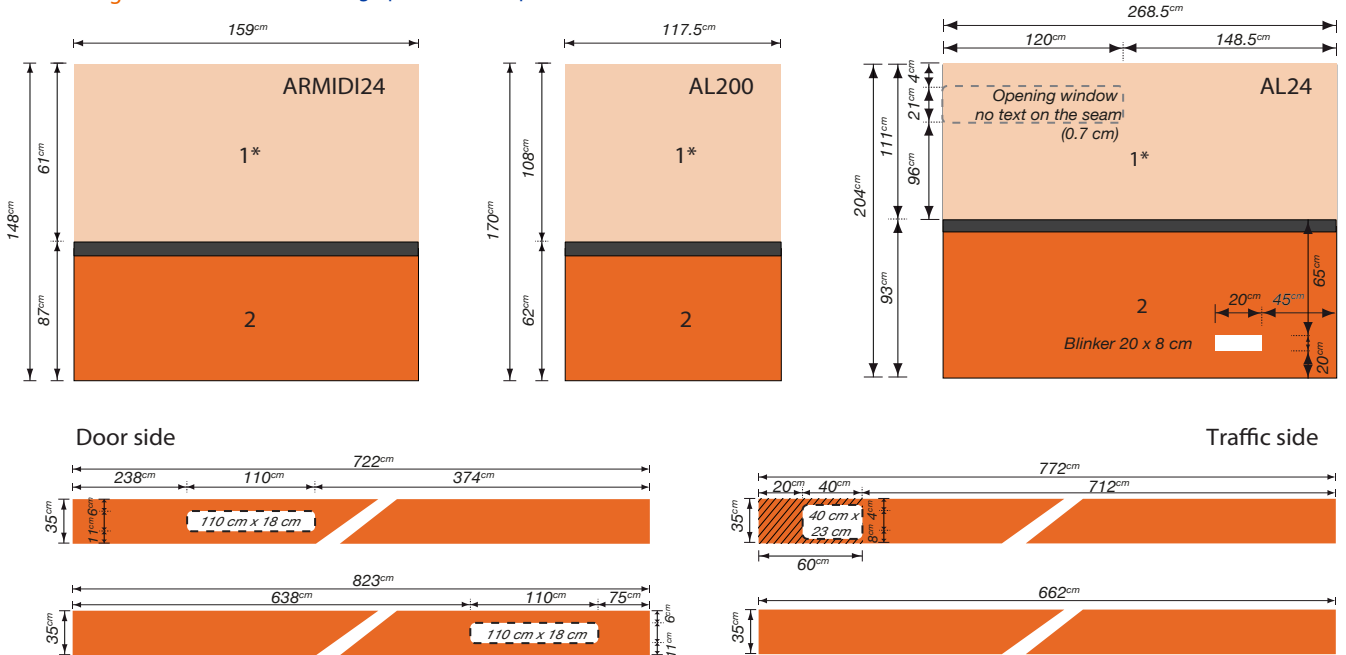 159cm
ARMIDI24
1*
61cm
148cm
87cm
2
117.5cm
AL200
1*
108cm
170cm
62cm
2
268.5cm
120cm
148.5cm
AL24
4cm
21cm
Opening window
no text on the seam
(0.7 cm)
111cm
1*
96cm
204cm
93cm
65cm
2
20cm
45cm
Blinker 20 x 8 cm
20cm
Door side
722cm
238cm
110cm
374cm
35cm
6cm
11cm
110 cm x 18 cm
823cm
638cm
110cm
75cm
35cm
6cm
110 cm x 18 cm
11cm
Traffic side
772cm
20cm
40cm
712cm
35cm
40 cm x
23 cm
4cm
8cm
60cm
662cm
35cm